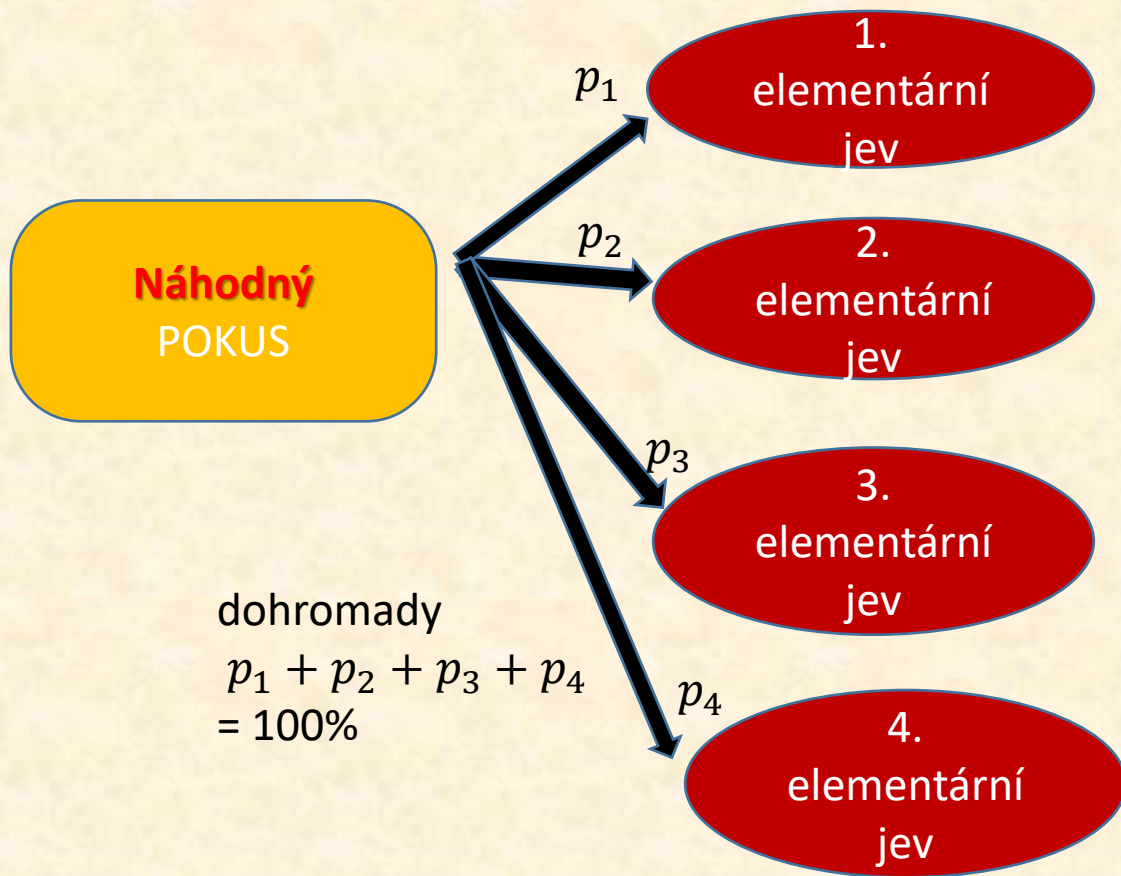 Náhodný
POKUS
p₁
1.
elementární
jev
p₂
2.
elementární
jev
p₃
3.
elementární
jev
p₄
4.
elementární
jev
dohromady
p₁ + p₂ + p₃ + p₄
= 100%